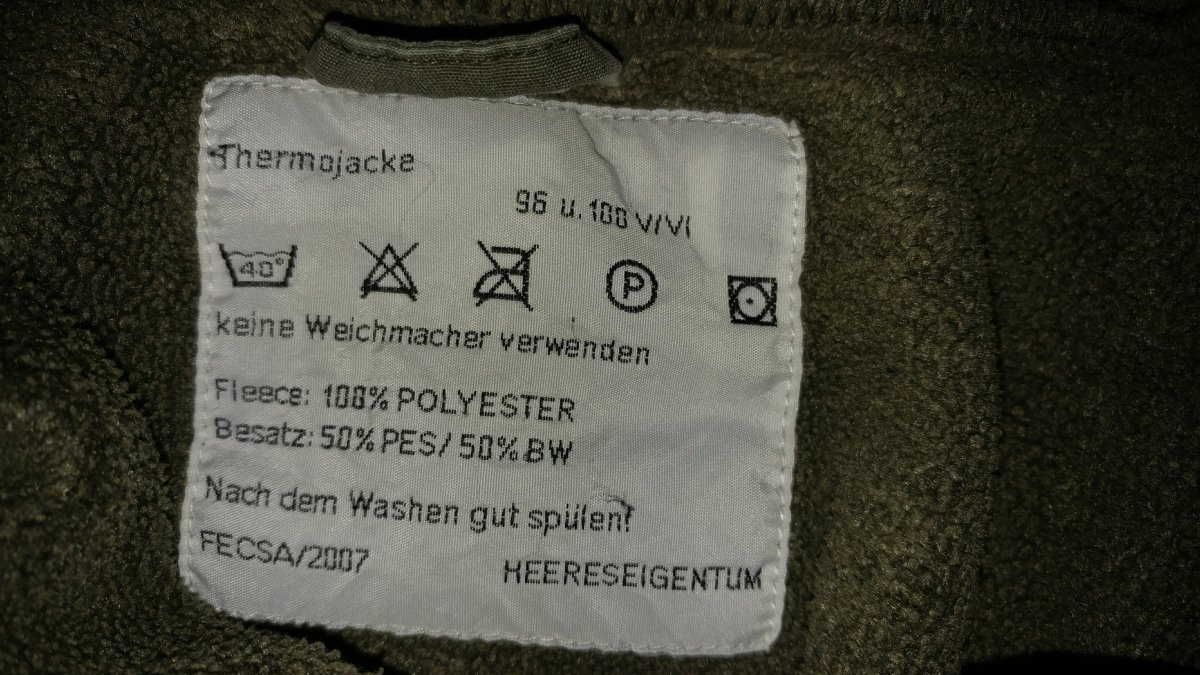 Thermojacke
96 u. 100 V/VI
40°
P
keine Weichmacher verwenden
Fleece: 100% POLYESTER
Besatz: 50% PES/ 50% BW
Nach dem Washen gut spülen!
FECSA/2007
HEERESEIGENTUM